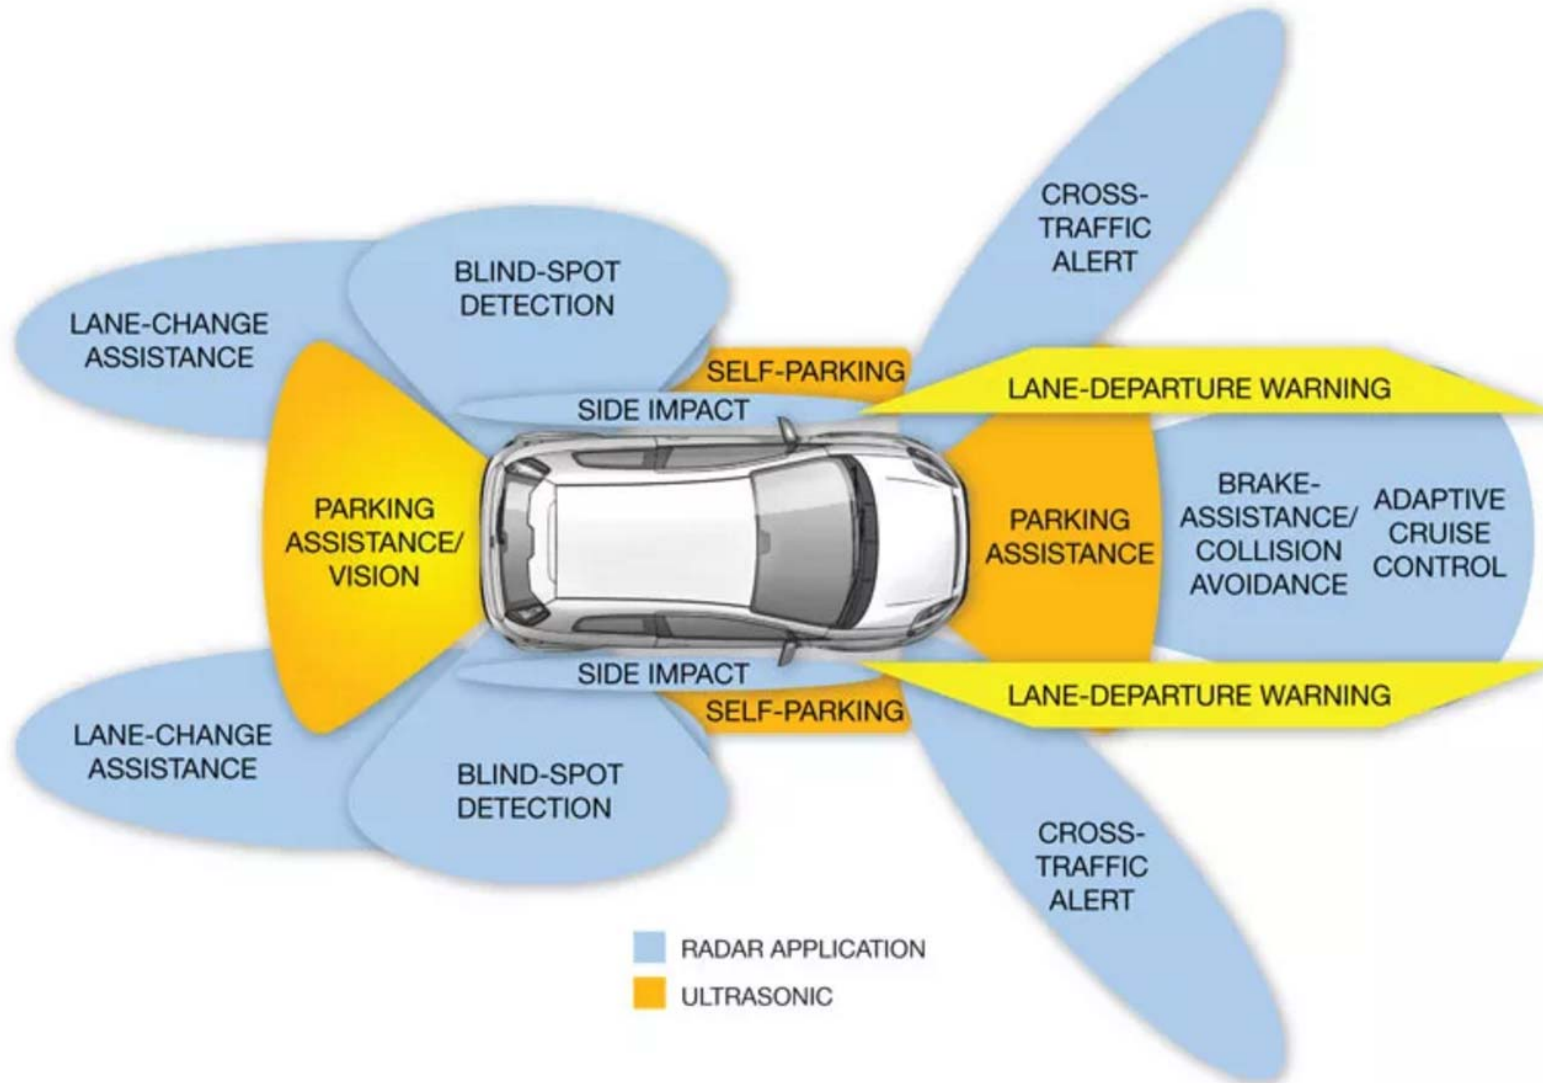 CROSS-
TRAFFIC
ALERT
BLIND-SPOT
DETECTION
LANE-CHANGE
ASSISTANCE
SELF-PARKING
LANE-DEPARTURE WARNING
SIDE IMPACT
PARKING
ASSISTANCE/
VISION
PARKING
ASSISTANCE
BRAKE-
ASSISTANCE/
COLLISION
AVOIDANCE
ADAPTIVE
CRUISE
CONTROL
SIDE IMPACT
SELF-PARKING
LANE-DEPARTURE WARNING
LANE-CHANGE
ASSISTANCE
BLIND-SPOT
DETECTION
CROSS-
TRAFFIC
ALERT
RADAR APPLICATION
ULTRASONIC